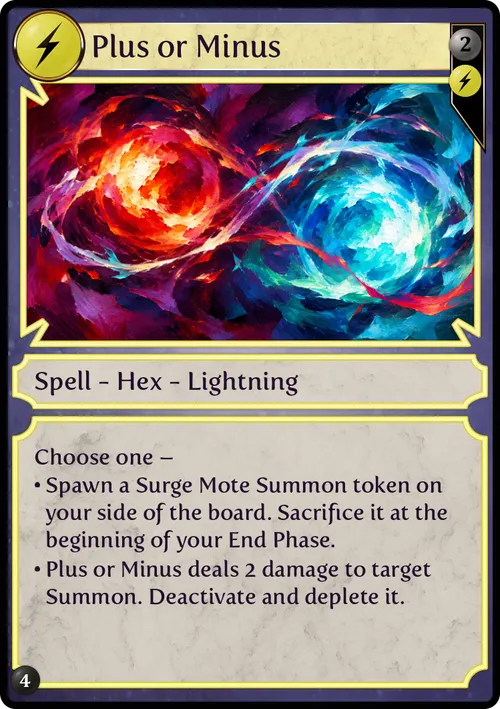 Plus or Minus
2
Spell - Hex - Lightning
Choose one –
• Spawn a Surge Mote Summon token on
your side of the board. Sacrifice it at the
beginning of your End Phase.
• Plus or Minus deals 2 damage to target
Summon. Deactivate and deplete it.
4